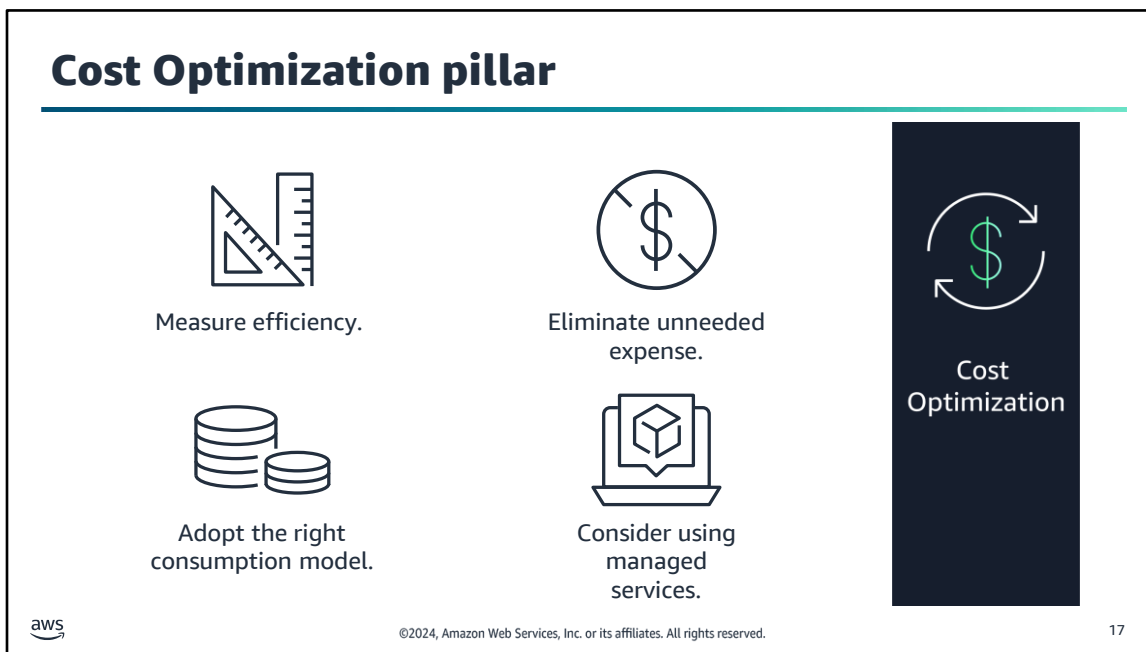 Cost Optimization pillar
Measure efficiency.
Eliminate unneeded
expense.
Adopt the right
consumption model.
Consider using
managed
services.
Cost
Optimization
aws
©2024, Amazon Web Services, Inc. or its affiliates. All rights reserved.
17